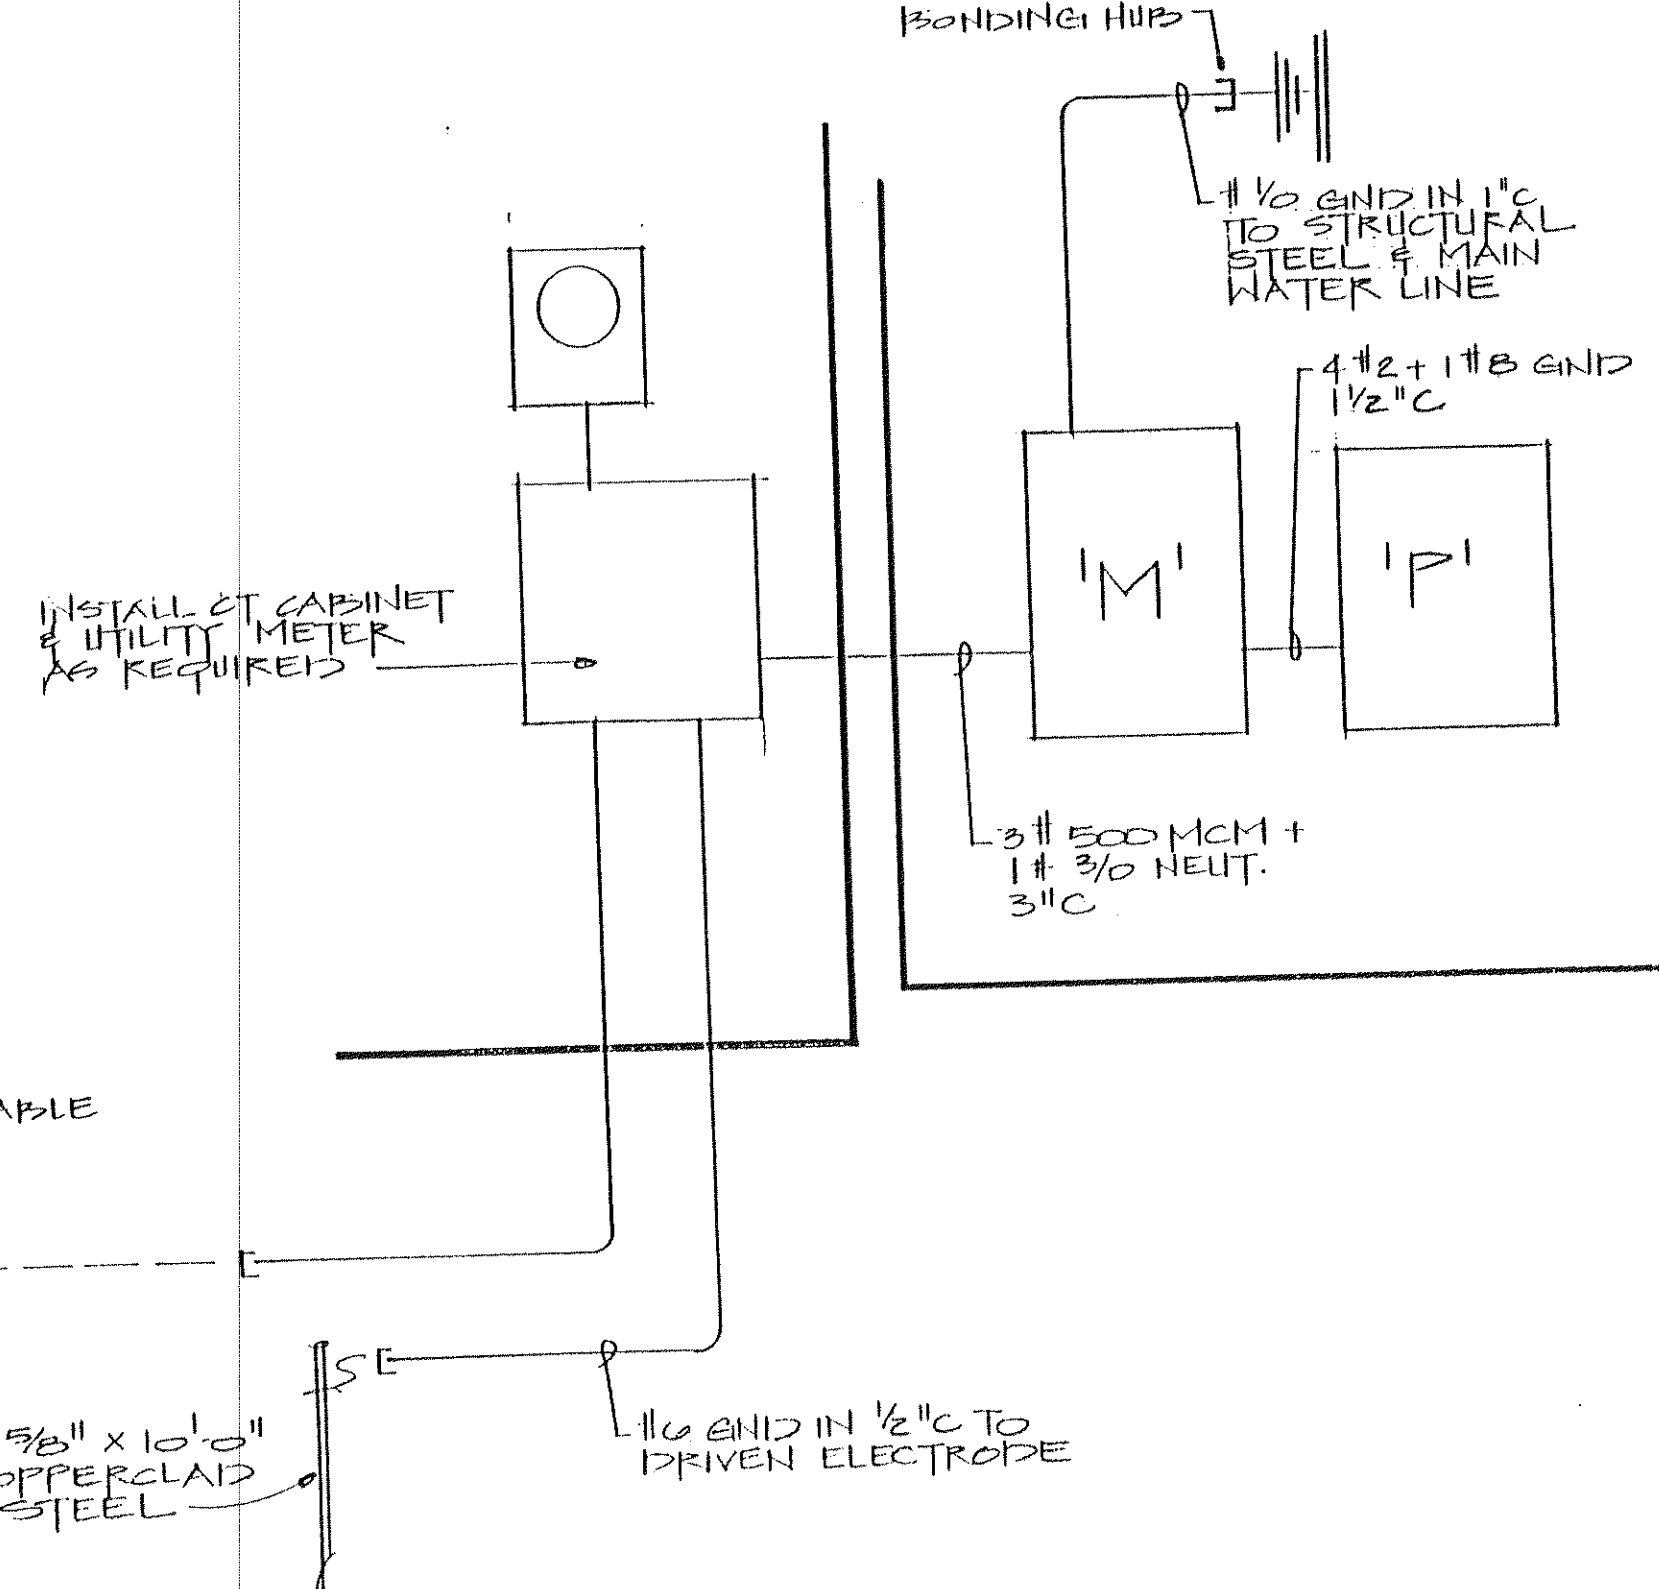 BONDING HUB
# 1/0 GND IN 1"C
TO STRUCTURAL
STEEL & MAIN
WATER LINE
4 #2 + 1 #8 GND
1 1/2"C
'M'
'P'
INSTALL CT CABINET
& UTILITY METER
AS REQUIRED
3 # 500 MCM +
1 # 3/0 NEUT.
3"C
ABLE
#6 GND IN 1/2"C TO
DRIVEN ELECTRODE
5/8" X 10'-0"
OPPERCLAD
STEEL